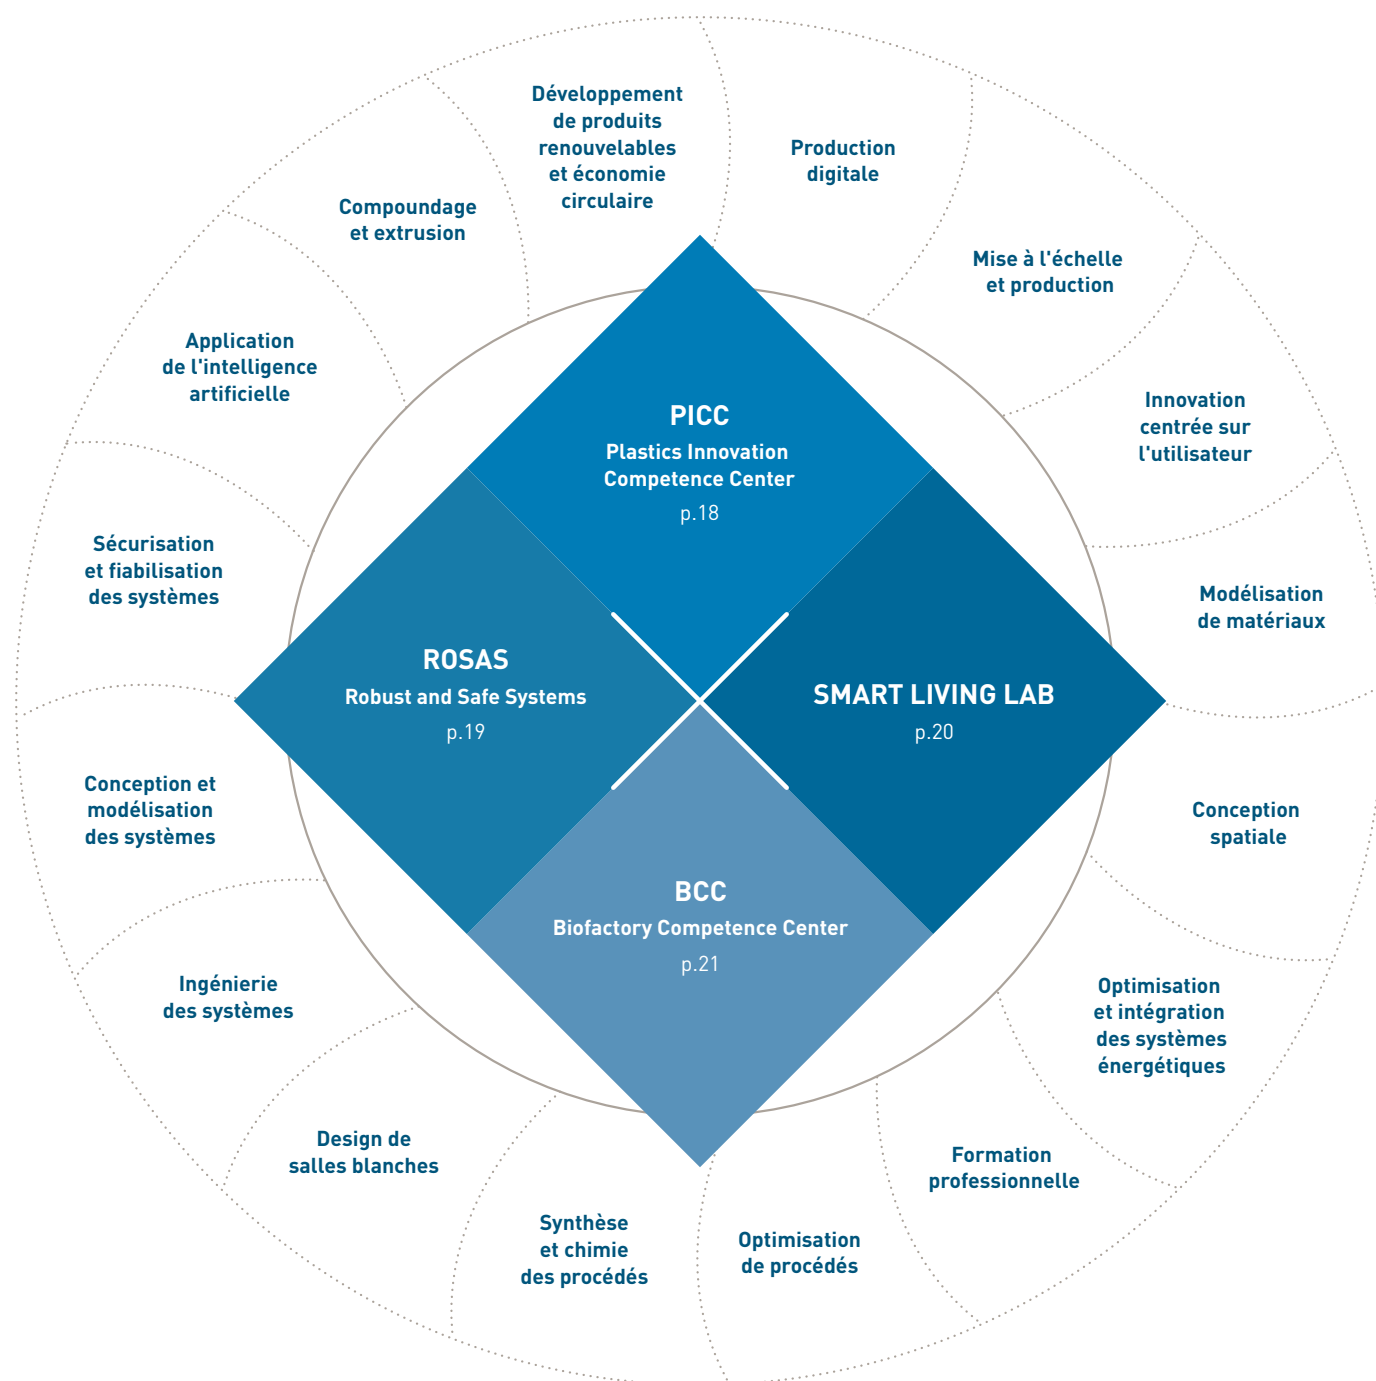 Développement
de produits
renouvelables
et économie
circulaire
Production
digitale
Compoundage
et extrusion
Mise à l'échelle
et production
Application
de l'intelligence
artificielle
Innovation
centrée sur
l'utilisateur
PICC
Plastics Innovation
Competence Center
p.18
Sécurisation
et fiabilisation
des systèmes
Modélisation
de matériaux
ROSAS
Robust and Safe Systems
p.19
SMART LIVING LAB
p.20
Conception et
modélisation
des systèmes
Conception
spatiale
BCC
Biofactory Competence Center
p.21
Ingénierie
des systèmes
Optimisation
et intégration
des systèmes
énergétiques
Design de
salles blanches
Formation
professionnelle
Synthèse
et chimie
des procédés
Optimisation
de procédés